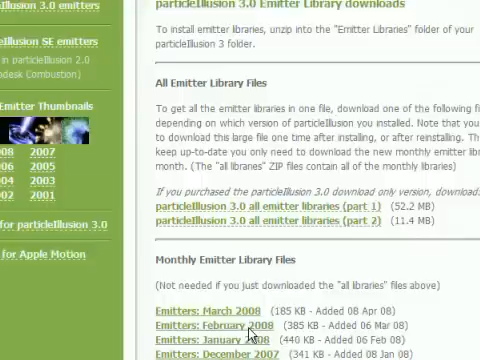 eIllusion 3.0 emitters
particleIllusion 3.0 Emitter Library downloads
To install emitter libraries, unzip into the "Emitter Libraries" folder of your
particleIllusion 3 folder.
eIllusion SE emitters
in particleIllusion 2.0
odesk Combustion)
All Emitter Library Files
Emitter Thumbnails
To get all the emitter libraries in one file, download one of the following fi
depending on which version of particleIllusion you installed. Note that you
to download this large file one time after installing, or after reinstalling. Th
keep up-to-date you only need to download the new monthly emitter lib
month. (The "all libraries" ZIP files contain all of the monthly libraries)
08 2007
06 2005
04 2003
02 2001
If you purchased the particleIllusion 3.0 download only version, download
particleIllusion 3.0 all emitter libraries (part 1) (52.2 MB)
particleIllusion 3.0 all emitter libraries (part 2) (11.4 MB)
for particleIllusion 3.0
for Apple Motion
Monthly Emitter Library Files
(Not needed if you just downloaded the "all libraries" files above)
Emitters: March 2008 (185 KB - Added 08 Apr 08)
Emitters: February 2008 (385 KB - Added 06 Mar 08)
Emitters: January 2008 (440 KB - Added 06 Feb 08)
Emitters: December 2007 (341 KB - Added 08 Jan 08)